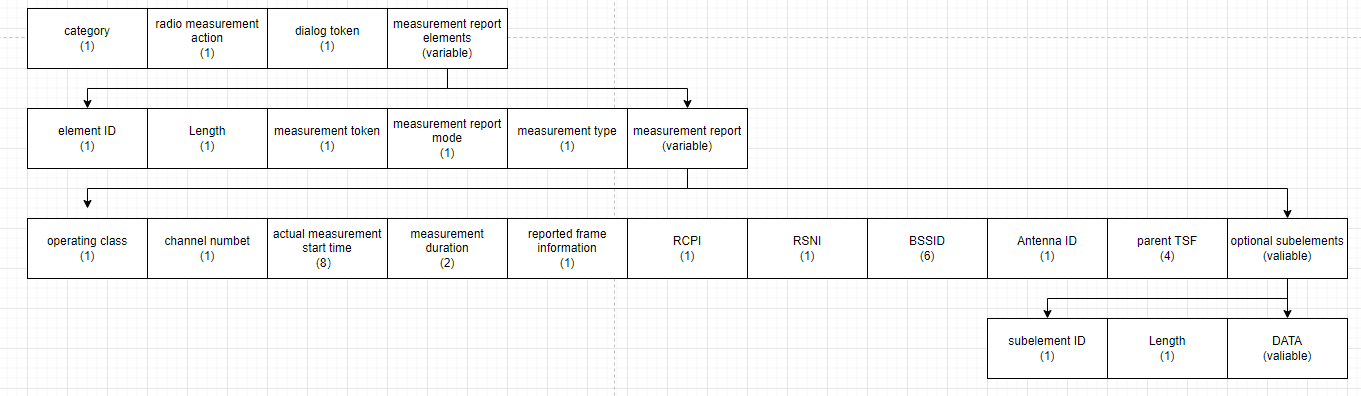 category
(1)
radio measurement
action
(1)
dialog token
(1)
measurement report
elements
(variable)
element ID
(1)
Length
(1)
measurement token
(1)
measurement report
mode
(1)
measurement type
(1)
measurement report
(variable)
operating class
(1)
channel numbet
(1)
actual measurement
start time
(8)
measurement
duration
(2)
reported frame
information
(1)
RCPI
(1)
RSNI
(1)
BSSID
(6)
Antenna ID
(1)
parent TSF
(4)
optional subelements
(valiable)
subelement ID
(1)
Length
(1)
DATA
(valiable)